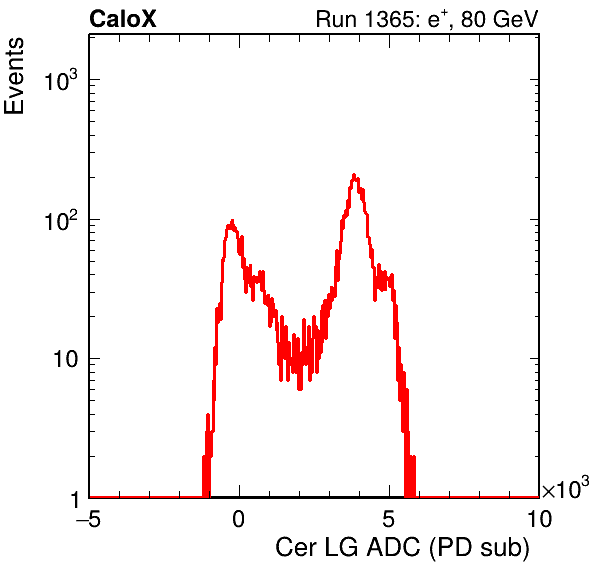 CaloX
Run 1365: e⁺, 80 GeV
Events
10³
10²
10
1
−5
0
5
10
×10³
Cer LG ADC (PD sub)